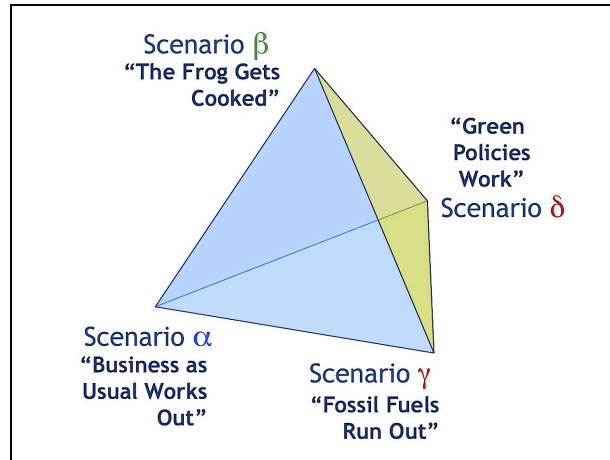 Scenario β
“The Frog Gets
Cooked”
“Green
Policies
Work”
Scenario δ
Scenario α
“Business as
Usual Works
Out”
Scenario γ
“Fossil Fuels
Run Out”